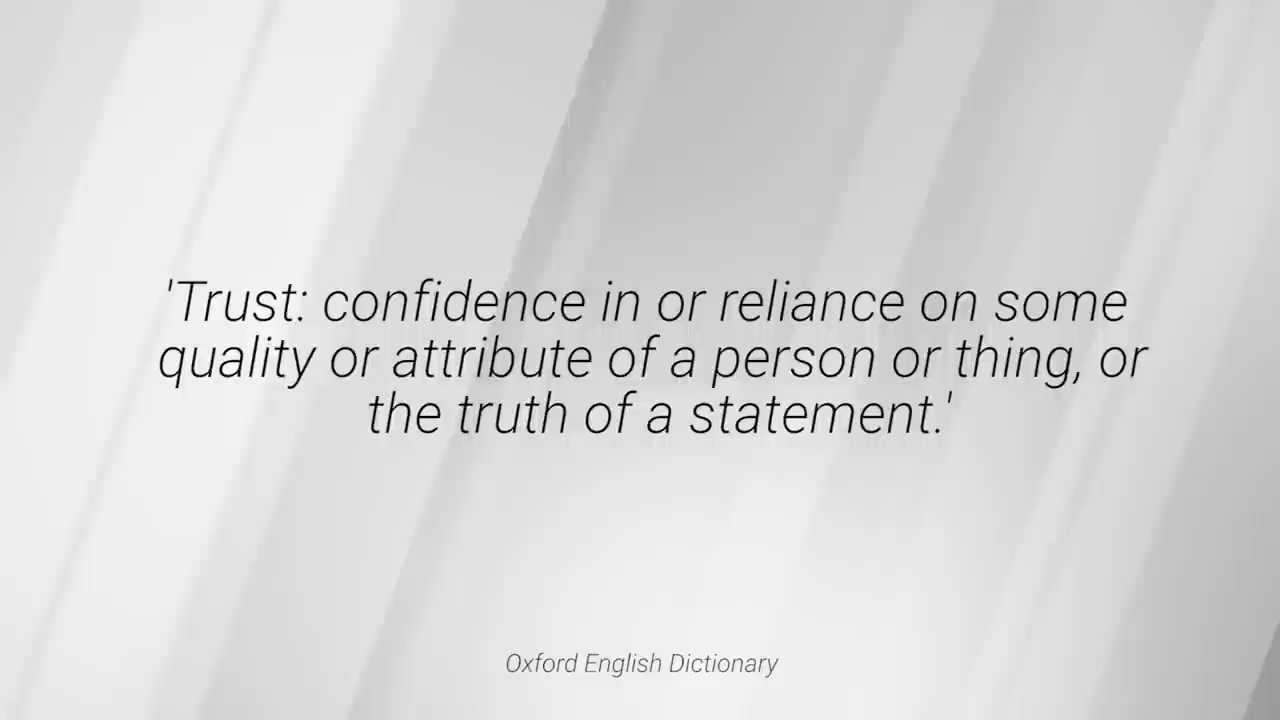 'Trust: confidence in or reliance on some
quality or attribute of a person or thing, or
the truth of a statement.'
Oxford English Dictionary